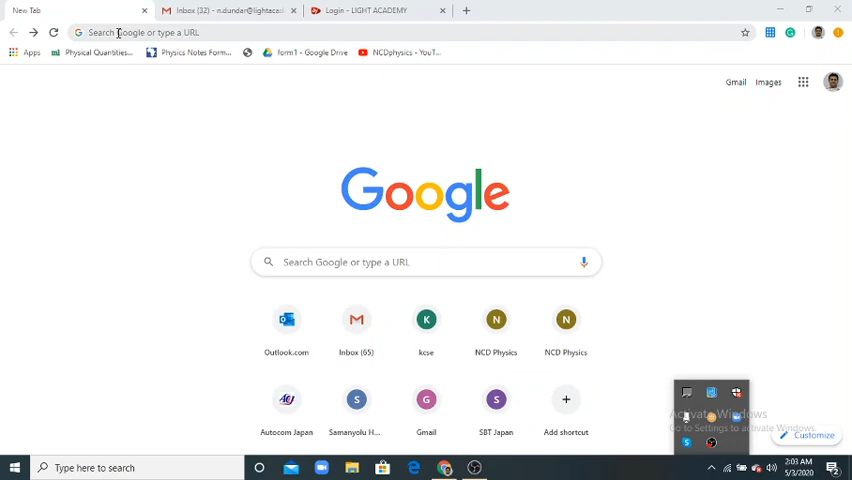 New Tab
Inbox (32) - n.dundar@lightaca
Login - LIGHT ACADEMY
Search Google or type a URL
Apps
Physical Quantities...
Physics Notes Form...
form1 - Google Drive
NCDphysics - YouT...
Gmail
Images
Google
Search Google or type a URL
Outlook.com
Inbox (65)
K
kcse
N
NCD Physics
N
NCD Physics
Autocom Japan
S
Samanyolu H...
G
Gmail
S
SBT Japan
Add shortcut
Activate Windows
Go to Settings to activate Windows.
Customize
Type here to search
2:03 AM
5/3/2020
2